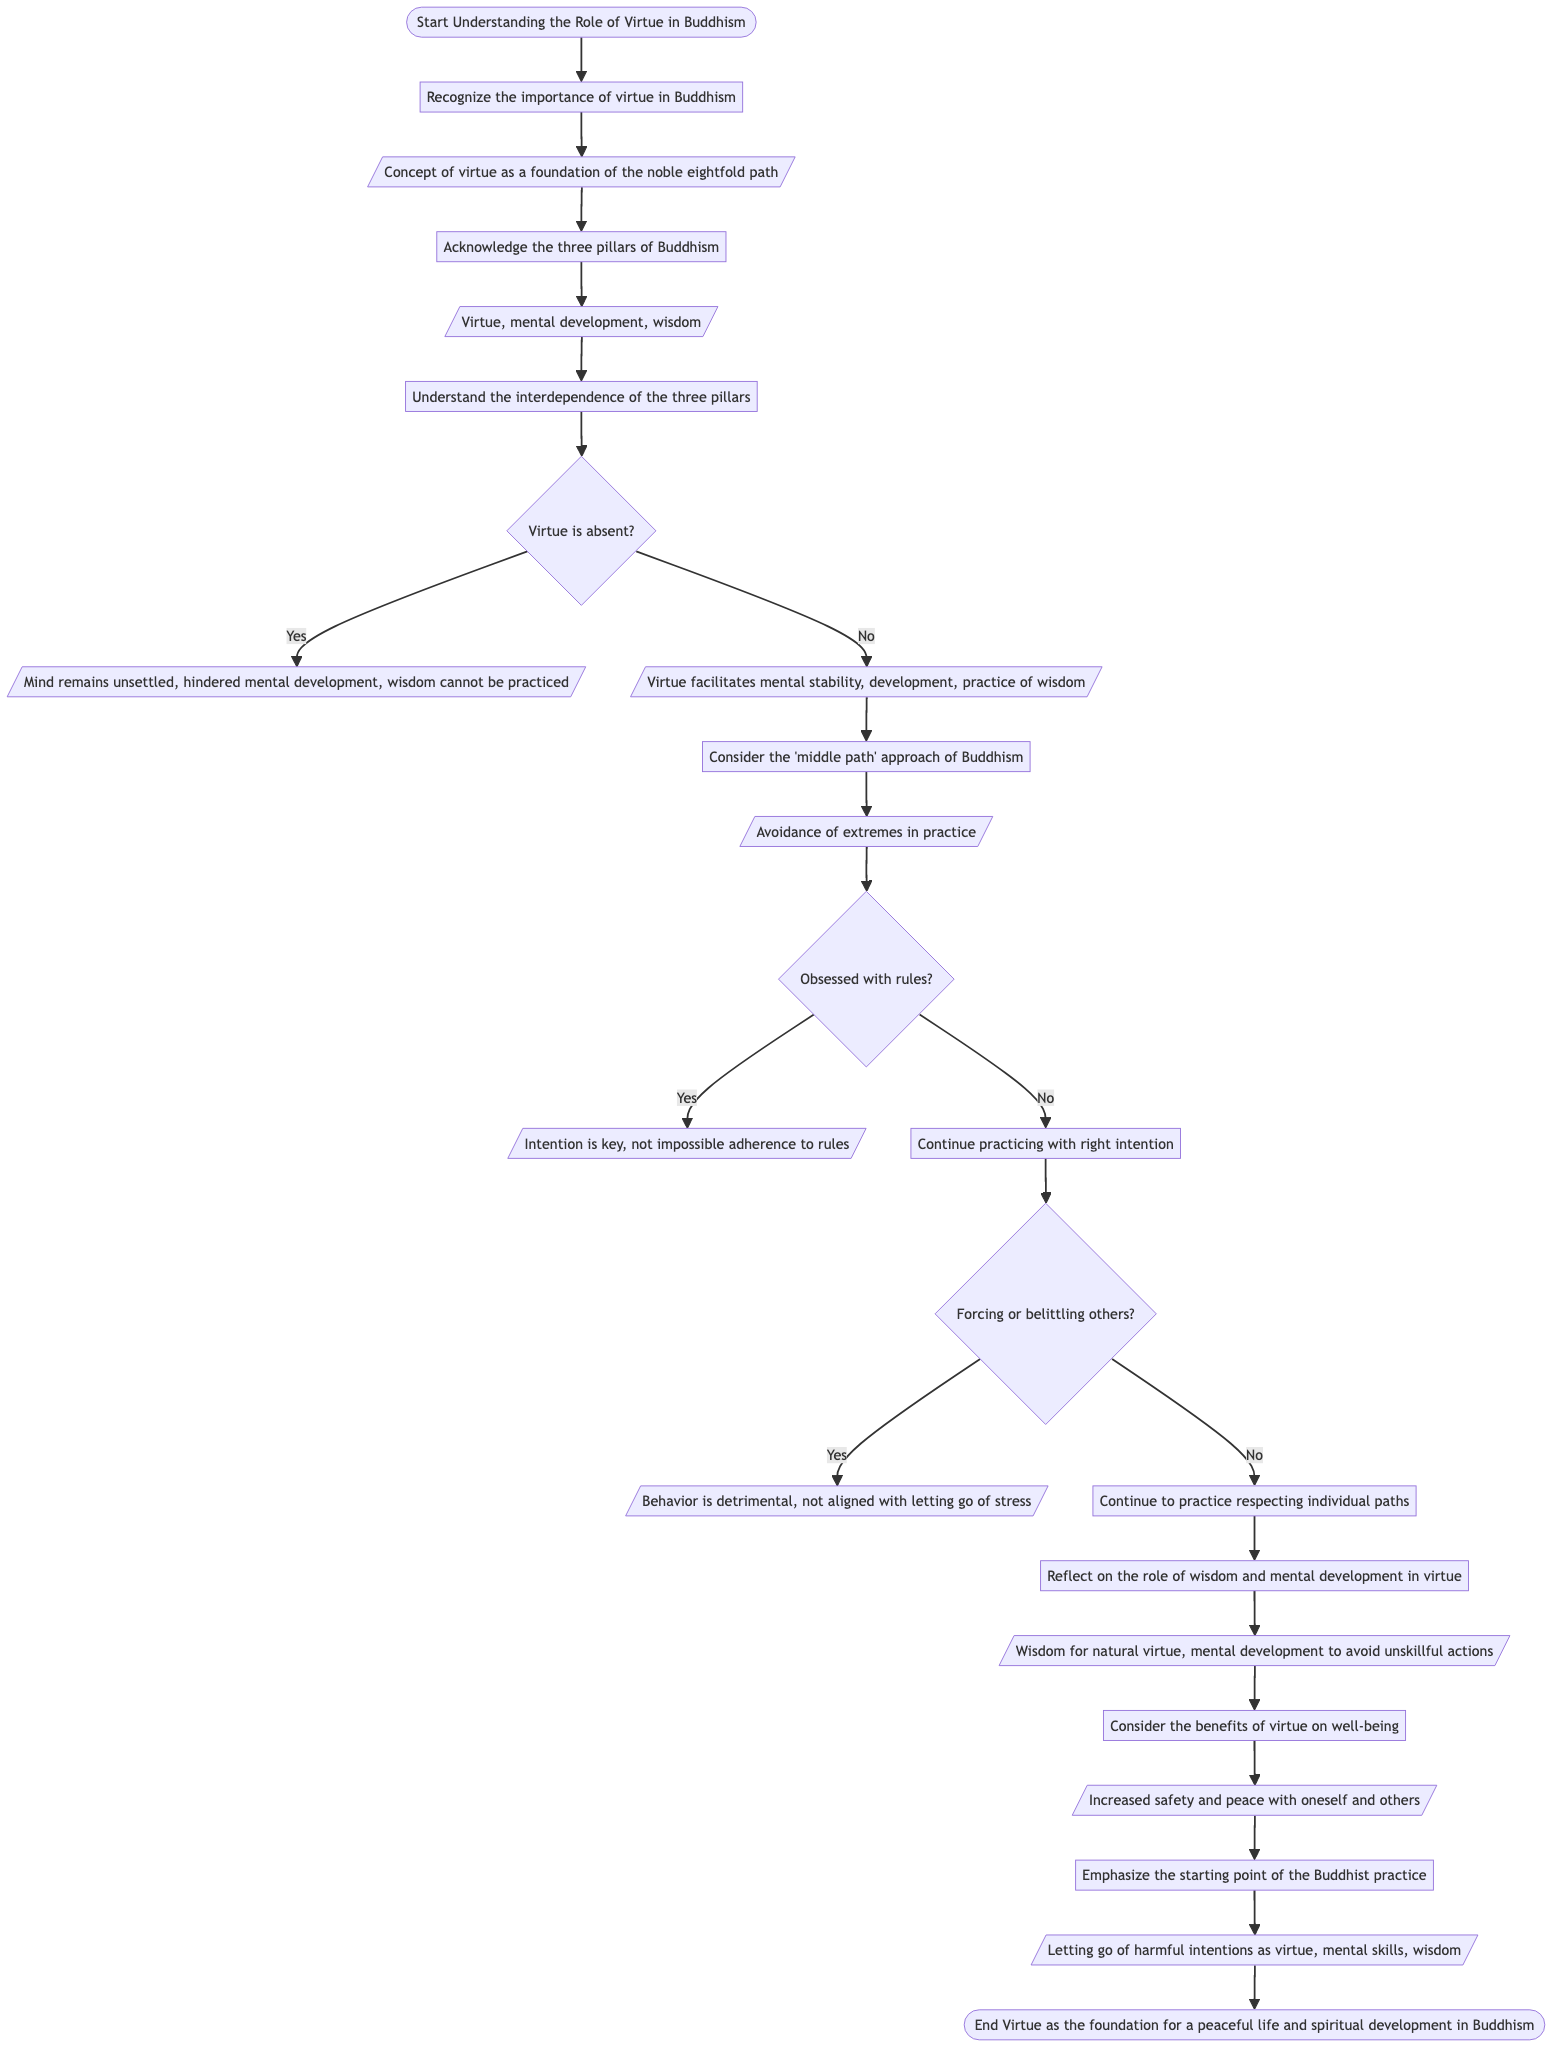 Start Understanding the Role of Virtue in Buddhism
Recognize the importance of virtue in Buddhism
Concept of virtue as a foundation of the noble eightfold path
Acknowledge the three pillars of Buddhism
Virtue, mental development, wisdom
Understand the interdependence of the three pillars
Virtue is absent?
Yes
No
Mind remains unsettled, hindered mental development, wisdom cannot be practiced
Virtue facilitates mental stability, development, practice of wisdom
Consider the 'middle path' approach of Buddhism
Avoidance of extremes in practice
Obsessed with rules?
Yes
No
Intention is key, not impossible adherence to rules
Continue practicing with right intention
Forcing or belittling others?
Yes
No
Behavior is detrimental, not aligned with letting go of stress
Continue to practice respecting individual paths
Reflect on the role of wisdom and mental development in virtue
Wisdom for natural virtue, mental development to avoid unskillful actions
Consider the benefits of virtue on well-being
Increased safety and peace with oneself and others
Emphasize the starting point of the Buddhist practice
Letting go of harmful intentions as virtue, mental skills, wisdom
End Virtue as the foundation for a peaceful life and spiritual development in Buddhism